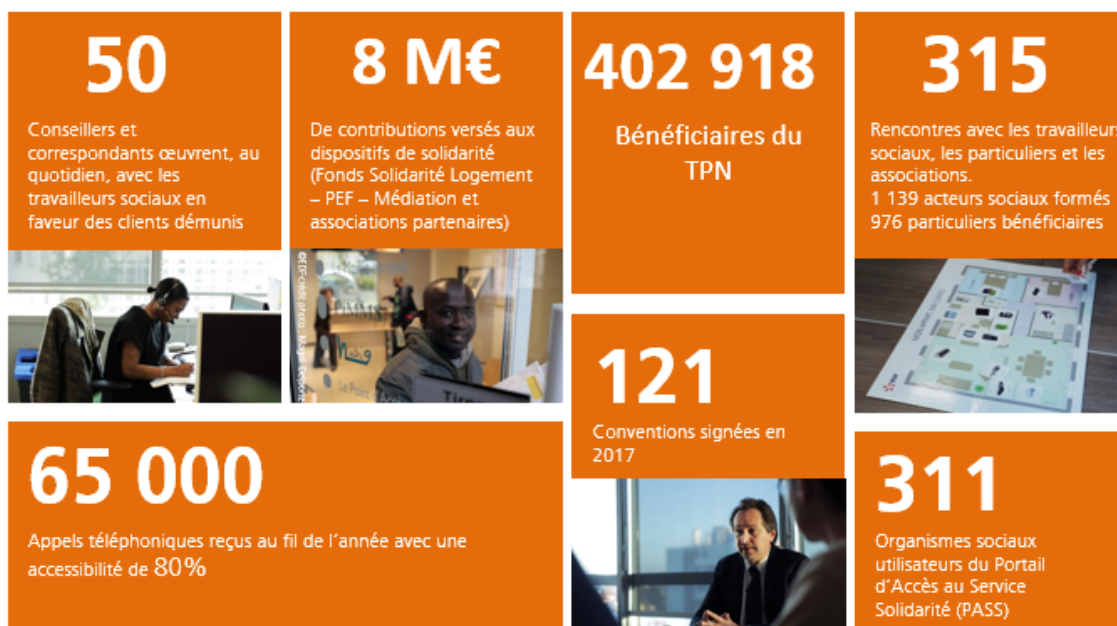 50
Conseillers et
correspondants œuvrent, au
quotidien, avec les
travailleurs sociaux en
faveur des clients démunis
8 M€
De contributions versés aux
dispositifs de solidarité
(Fonds Solidarité Logement
– PEF – Médiation et
associations partenaires)
402 918
Bénéficiaires du
TPN
315
Rencontres avec les travailleurs
sociaux, les particuliers et les
associations.
1 139 acteurs sociaux formés
976 particuliers bénéficiaires
PIMMS
65 000
Appels téléphoniques reçus au fil de l'année avec une
accessibilité de 80%
121
Conventions signées en
2017
311
Organismes sociaux
utilisateurs du Portail
d'Accès au Service
Solidarité (PASS)